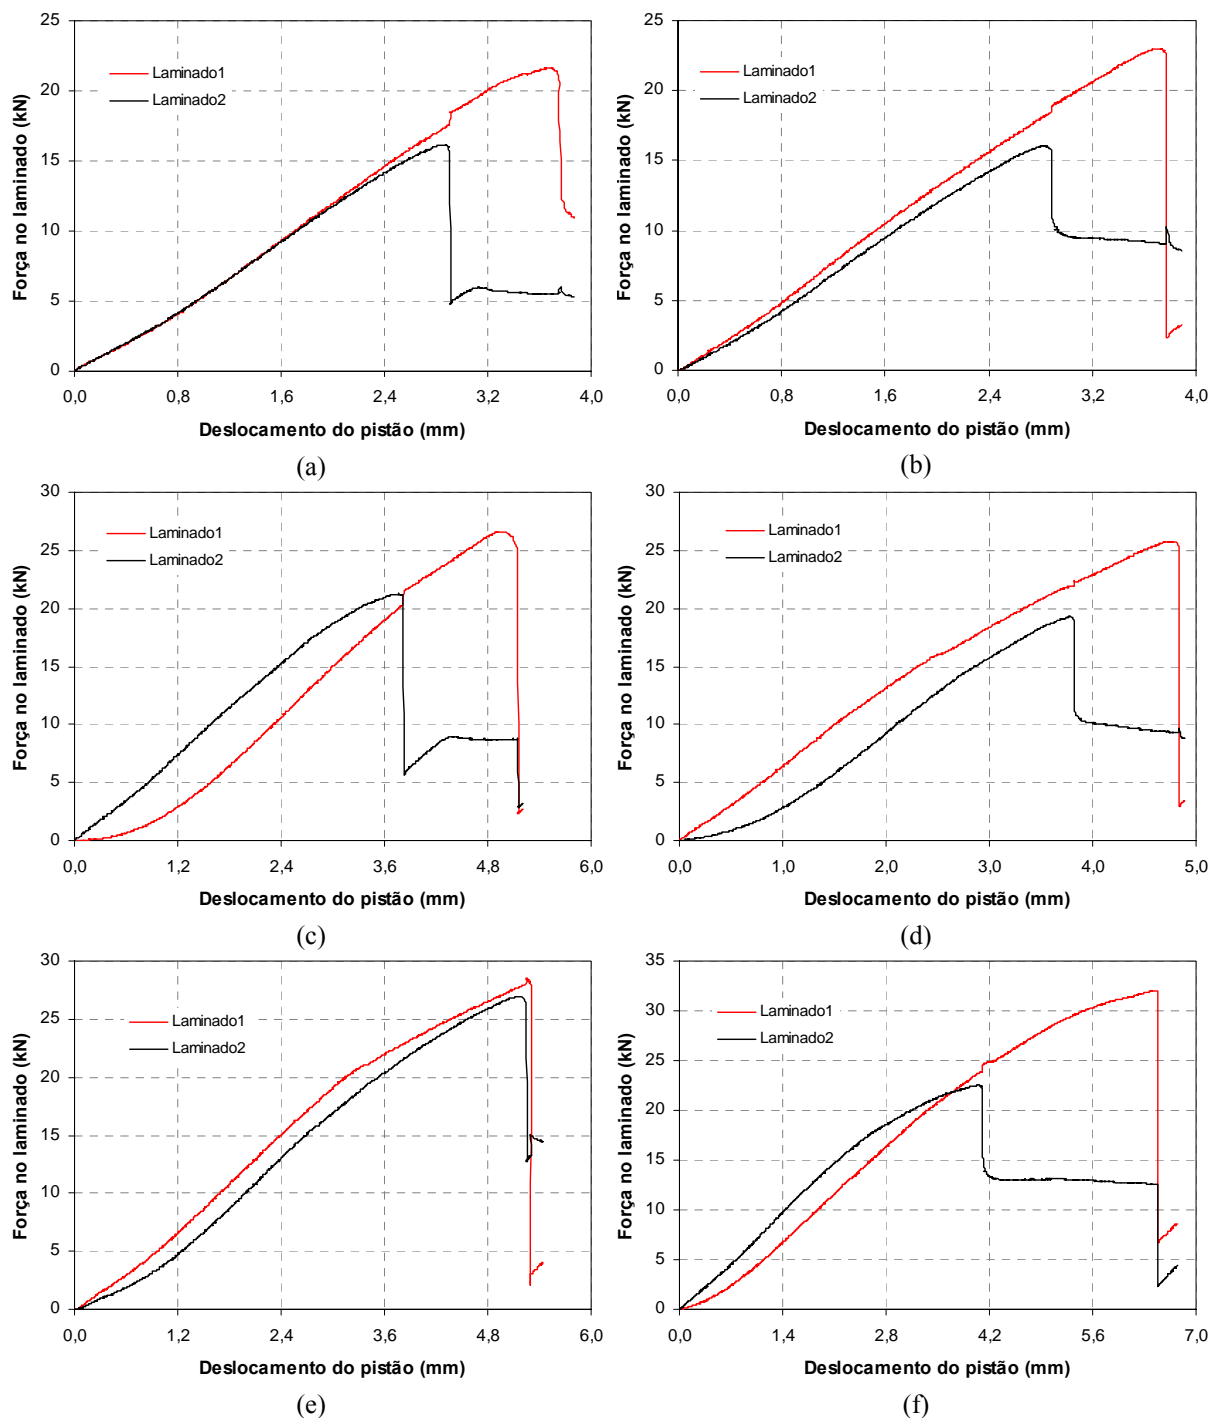 25
20
15
10
5
0
Força no laminado (kN)
Laminado1
Laminado2
0,0 0,8 1,6 2,4 3,2 4,0
Deslocamento do pistão (mm)
(a)
25
20
15
10
5
0
Força no laminado (kN)
Laminado1
Laminado2
0,0 0,8 1,6 2,4 3,2 4,0
Deslocamento do pistão (mm)
(b)
30
25
20
15
10
5
0
Força no laminado (kN)
Laminado1
Laminado2
0,0 1,2 2,4 3,6 4,8 6,0
Deslocamento do pistão (mm)
(c)
30
25
20
15
10
5
0
Força no laminado (kN)
Laminado1
Laminado2
0,0 1,0 2,0 3,0 4,0 5,0
Deslocamento do pistão (mm)
(d)
30
25
20
15
10
5
0
Força no laminado (kN)
Laminado1
Laminado2
0,0 1,2 2,4 3,6 4,8 6,0
Deslocamento do pistão (mm)
(e)
35
30
25
20
15
10
5
0
Força no laminado (kN)
Laminado1
Laminado2
0,0 1,4 2,8 4,2 5,6 7,0
Deslocamento do pistão (mm)
(f)